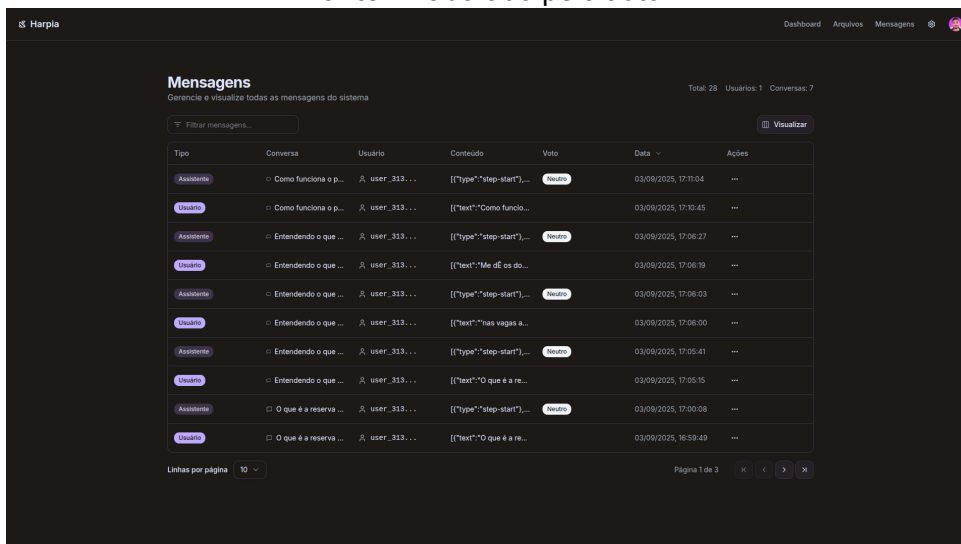 Harpia Dashboard Arquivos Mensagens
Mensagens
Gerencie e visualize todas as mensagens do sistema
Total: 28 Usuários: 1 Conversas: 7
Filtrar mensagens... Visualizar
Tipo Conversa Usuário Conteúdo Voto Data Ações
Assistente Como funciona o p... user_313... [{"type":"step-start"},... Neutro 03/09/2025, 17:11:04 ...
Usuário Como funciona o p... user_313... [{"text":"Como funcio... 03/09/2025, 17:10:45 ...
Assistente Entendendo o que ... user_313... [{"type":"step-start"},... Neutro 03/09/2025, 17:06:27 ...
Usuário Entendendo o que ... user_313... [{"text":"Me dÊ os do... 03/09/2025, 17:06:19 ...
Assistente Entendendo o que ... user_313... [{"type":"step-start"},... Neutro 03/09/2025, 17:06:03 ...
Usuário Entendendo o que ... user_313... [{"text":"'nas vagas a... 03/09/2025, 17:06:00 ...
Assistente Entendendo o que ... user_313... [{"type":"step-start"},... Neutro 03/09/2025, 17:05:41 ...
Usuário Entendendo o que ... user_313... [{"text":"O que é a re... 03/09/2025, 17:05:15 ...
Assistente O que é a reserva ... user_313... [{"type":"step-start"},... Neutro 03/09/2025, 17:00:08 ...
Usuário O que é a reserva ... user_313... [{"text":"O que é a re... 03/09/2025, 16:59:49 ...
Linhas por página 10 Página 1 de 3